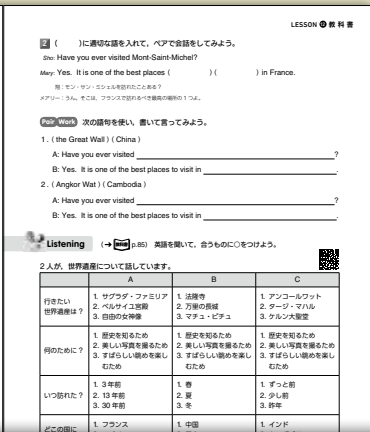 LESSON 10 教科書
2 (　　)に適切な語を入れて、ペアで会話をしてみよう。
Sho: Have you ever visited Mont-Saint-Michel?
Mary: Yes. It is one of the best places (　　) (　　) in France.
翔：モン・サン・ミシェルを訪れたことある？
メアリー：うん。そこは、フランスで訪れるべき最高の場所の1つよ。
Pair Work 次の語句を使い、書いて言ってみよう。
1. ( the Great Wall ) ( China )
A: Have you ever visited ?
B: Yes. It is one of the best places to visit in .
2. ( Angkor Wat ) ( Cambodia )
A: Have you ever visited ?
B: Yes. It is one of the best places to visit in .
Listening (→ p.85) 英語を聞いて、合うものに○をつけよう。
2人が、世界遺産について話しています。
A B C
行きたい世界遺産は？ 1. サグラダ・ファミリア 1. 法隆寺 1. アンコールワット
2. ベルサイユ宮殿 2. 万里の長城 2. タージ・マハル
3. 自由の女神像 3. マチュ・ピチュ 3. ケルン大聖堂
何のために？ 1. 歴史を知るため 1. 歴史を知るため 1. 歴史を知るため
2. 美しい写真を撮るため 2. 美しい写真を撮るため 2. 美しい写真を撮るため
3. すばらしい眺めを楽しむため 3. すばらしい眺めを楽しむため 3. すばらしい眺めを楽しむため
いつ訪れた？ 1. 3年前 1. 春 1. ずっと前
2. 13年前 2. 夏 2. 少し前
3. 30年前 3. 冬 3. 昨年
どこの国に 1. フランス 1. 中国 1. インド